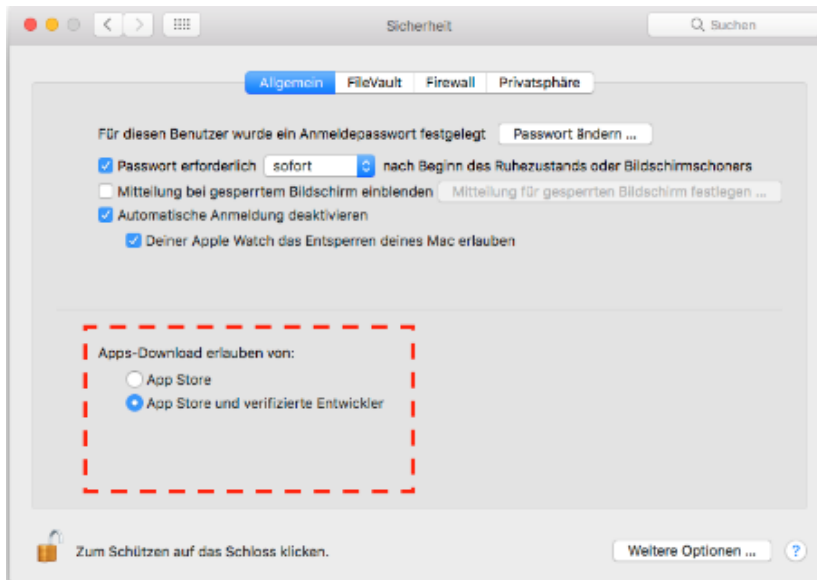 Sicherheit
Suchen
Allgemein FileVault Firewall Privatsphäre
Für diesen Benutzer wurde ein Anmeldepasswort festgelegt Passwort ändern ...
Passwort erforderlich sofort nach Beginn des Ruhezustands oder Bildschirmschoners
Mitteilung bei gesperrtem Bildschirm einblenden Mitteilung für gesperrten Bildschirm festlegen ...
Automatische Anmeldung deaktivieren
Deiner Apple Watch das Entsperren deines Mac erlauben
Apps-Download erlauben von:
App Store
App Store und verifizierte Entwickler
Zum Schützen auf das Schloss klicken.
Weitere Optionen ... ?